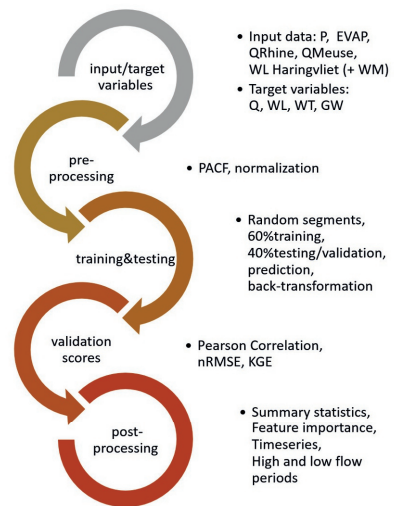 input/target
variables
• Input data: P, EVAP,
QRhine, QMeuse,
WL Haringvliet (+ WM)
• Target variables:
Q, WL, WT, GW
pre-
processing
• PACF, normalization
training&testing
• Random segments,
60%training,
40%testing/validation,
prediction,
back-transformation
validation
scores
• Pearson Correlation,
nRMSE, KGE
post-
processing
• Summary statistics,
Feature importance,
Timeseries,
High and low flow
periods